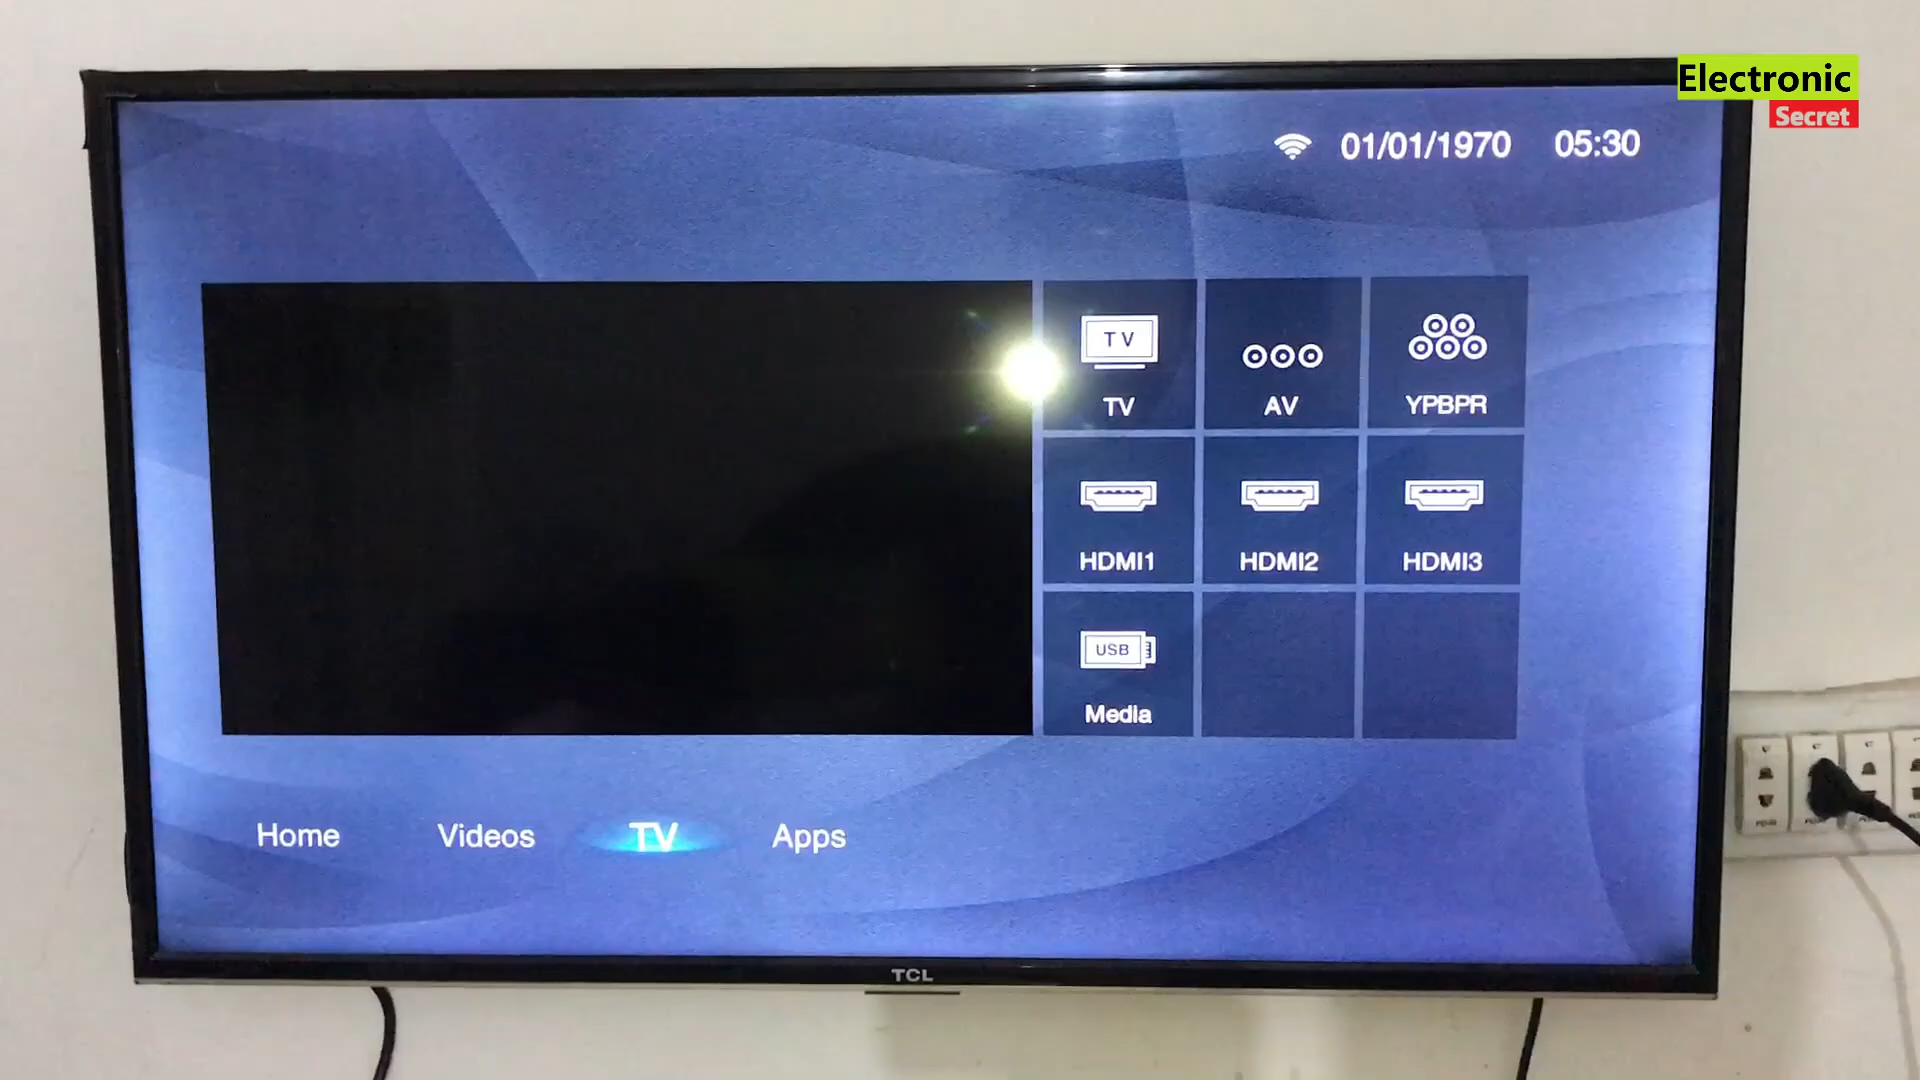 Electronic
Secret
01/01/1970 05:30
TV
TV
AV
YPBPR
HDMI1
HDMI2
HDMI3
USB
Media
Home
Videos
TV
Apps
TCL